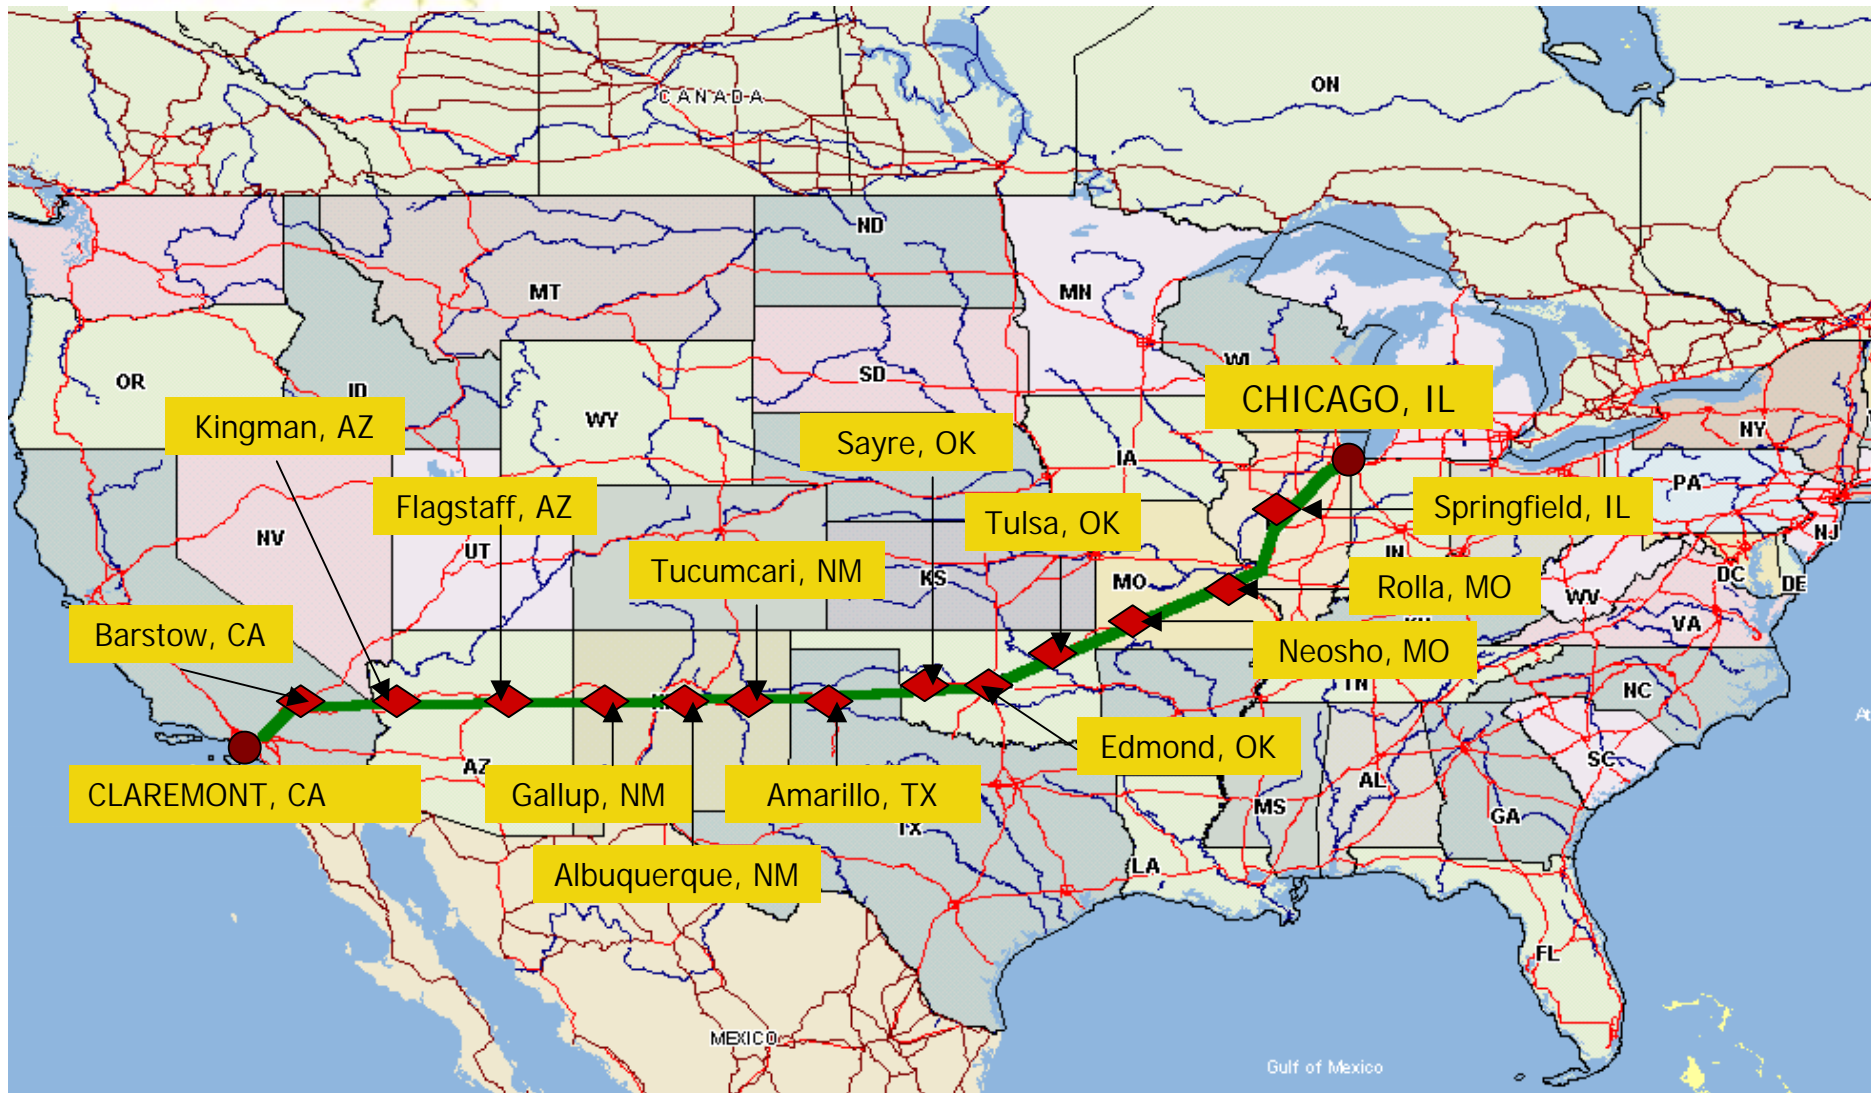 CANADA
ON
ND
MT
MN
OR
ID
SD
WI
WY
CHICAGO, IL
Kingman, AZ
Sayre, OK
NY
IA
PA
Flagstaff, AZ
Springfield, IL
Tulsa, OK
NV
UT
NJ
IN
Tucumcari, NM
KS
MO
DC
DE
Rolla, MO
WV
Barstow, CA
VA
Neosho, MO
TN
NC
Edmond, OK
SC
AZ
AL
CLAREMONT, CA
Gallup, NM
Amarillo, TX
MS
GA
TX
LA
Albuquerque, NM
FL
MEXICO
Gulf of Mexico